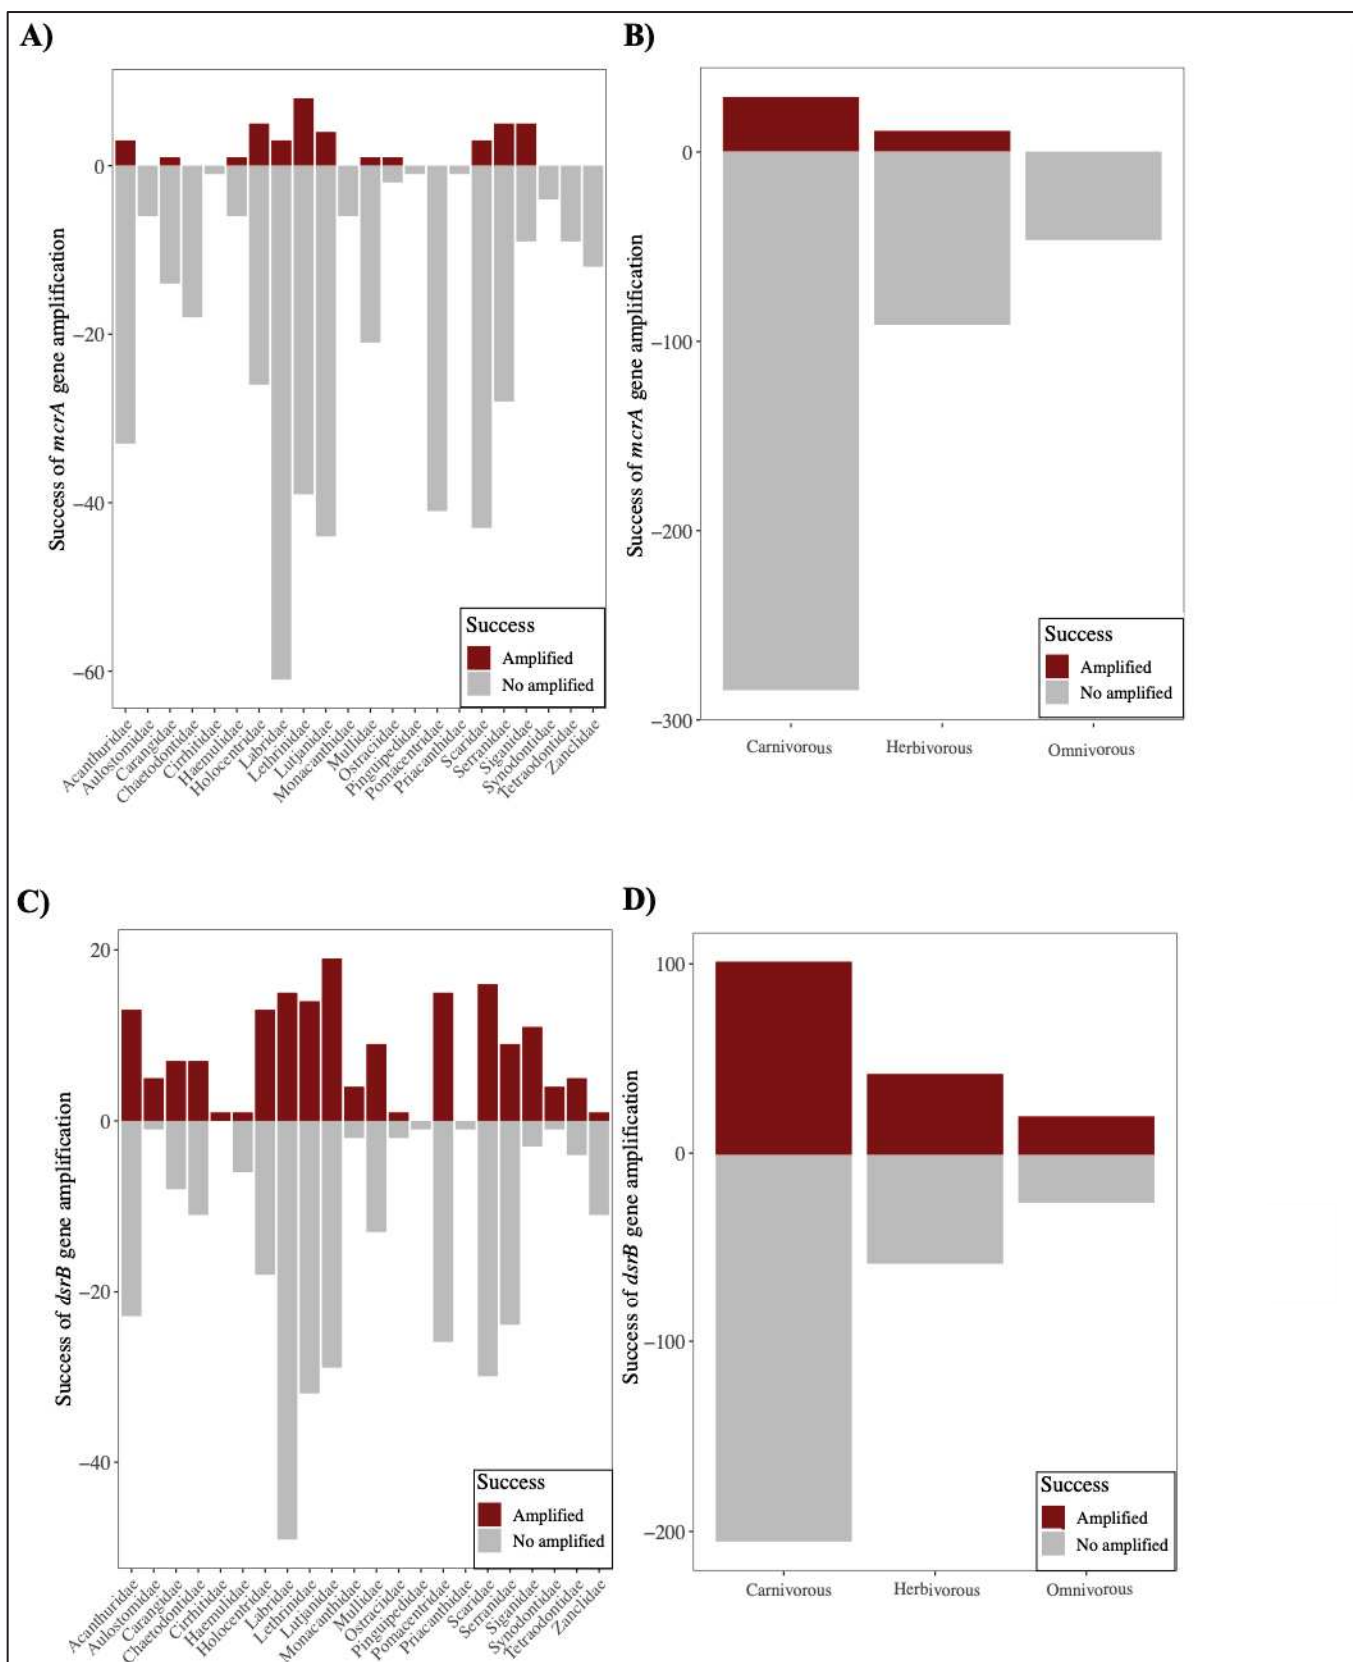 A)
B)
0
−20
−40
−60
Success of mcrA gene amplification
Success
Amplified
No amplified
Acanthuridae
Aulostomidae
Carangidae
Chaetodontidae
Cirrhitidae
Haemulidae
Holocentridae
Labridae
Lethrinidae
Lutjanidae
Monacanthidae
Mullidae
Ostraciidae
Pinguipedidae
Pomacentridae
Priacanthidae
Scaridae
Serranidae
Siganidae
Synodontidae
Tetraodontidae
Zanclidae
0
−100
−200
−300
Success of mcrA gene amplification
Success
Amplified
No amplified
Carnivorous
Herbivorous
Omnivorous
C)
D)
20
0
−20
−40
Success of dsrB gene amplification
Success
Amplified
No amplified
Acanthuridae
Aulostomidae
Carangidae
Chaetodontidae
Cirrhitidae
Haemulidae
Holocentridae
Labridae
Lethrinidae
Lutjanidae
Monacanthidae
Mullidae
Ostraciidae
Pinguipedidae
Pomacentridae
Priacanthidae
Scaridae
Serranidae
Siganidae
Synodontidae
Tetraodontidae
Zanclidae
100
0
−100
−200
Success of dsrB gene amplification
Success
Amplified
No amplified
Carnivorous
Herbivorous
Omnivorous